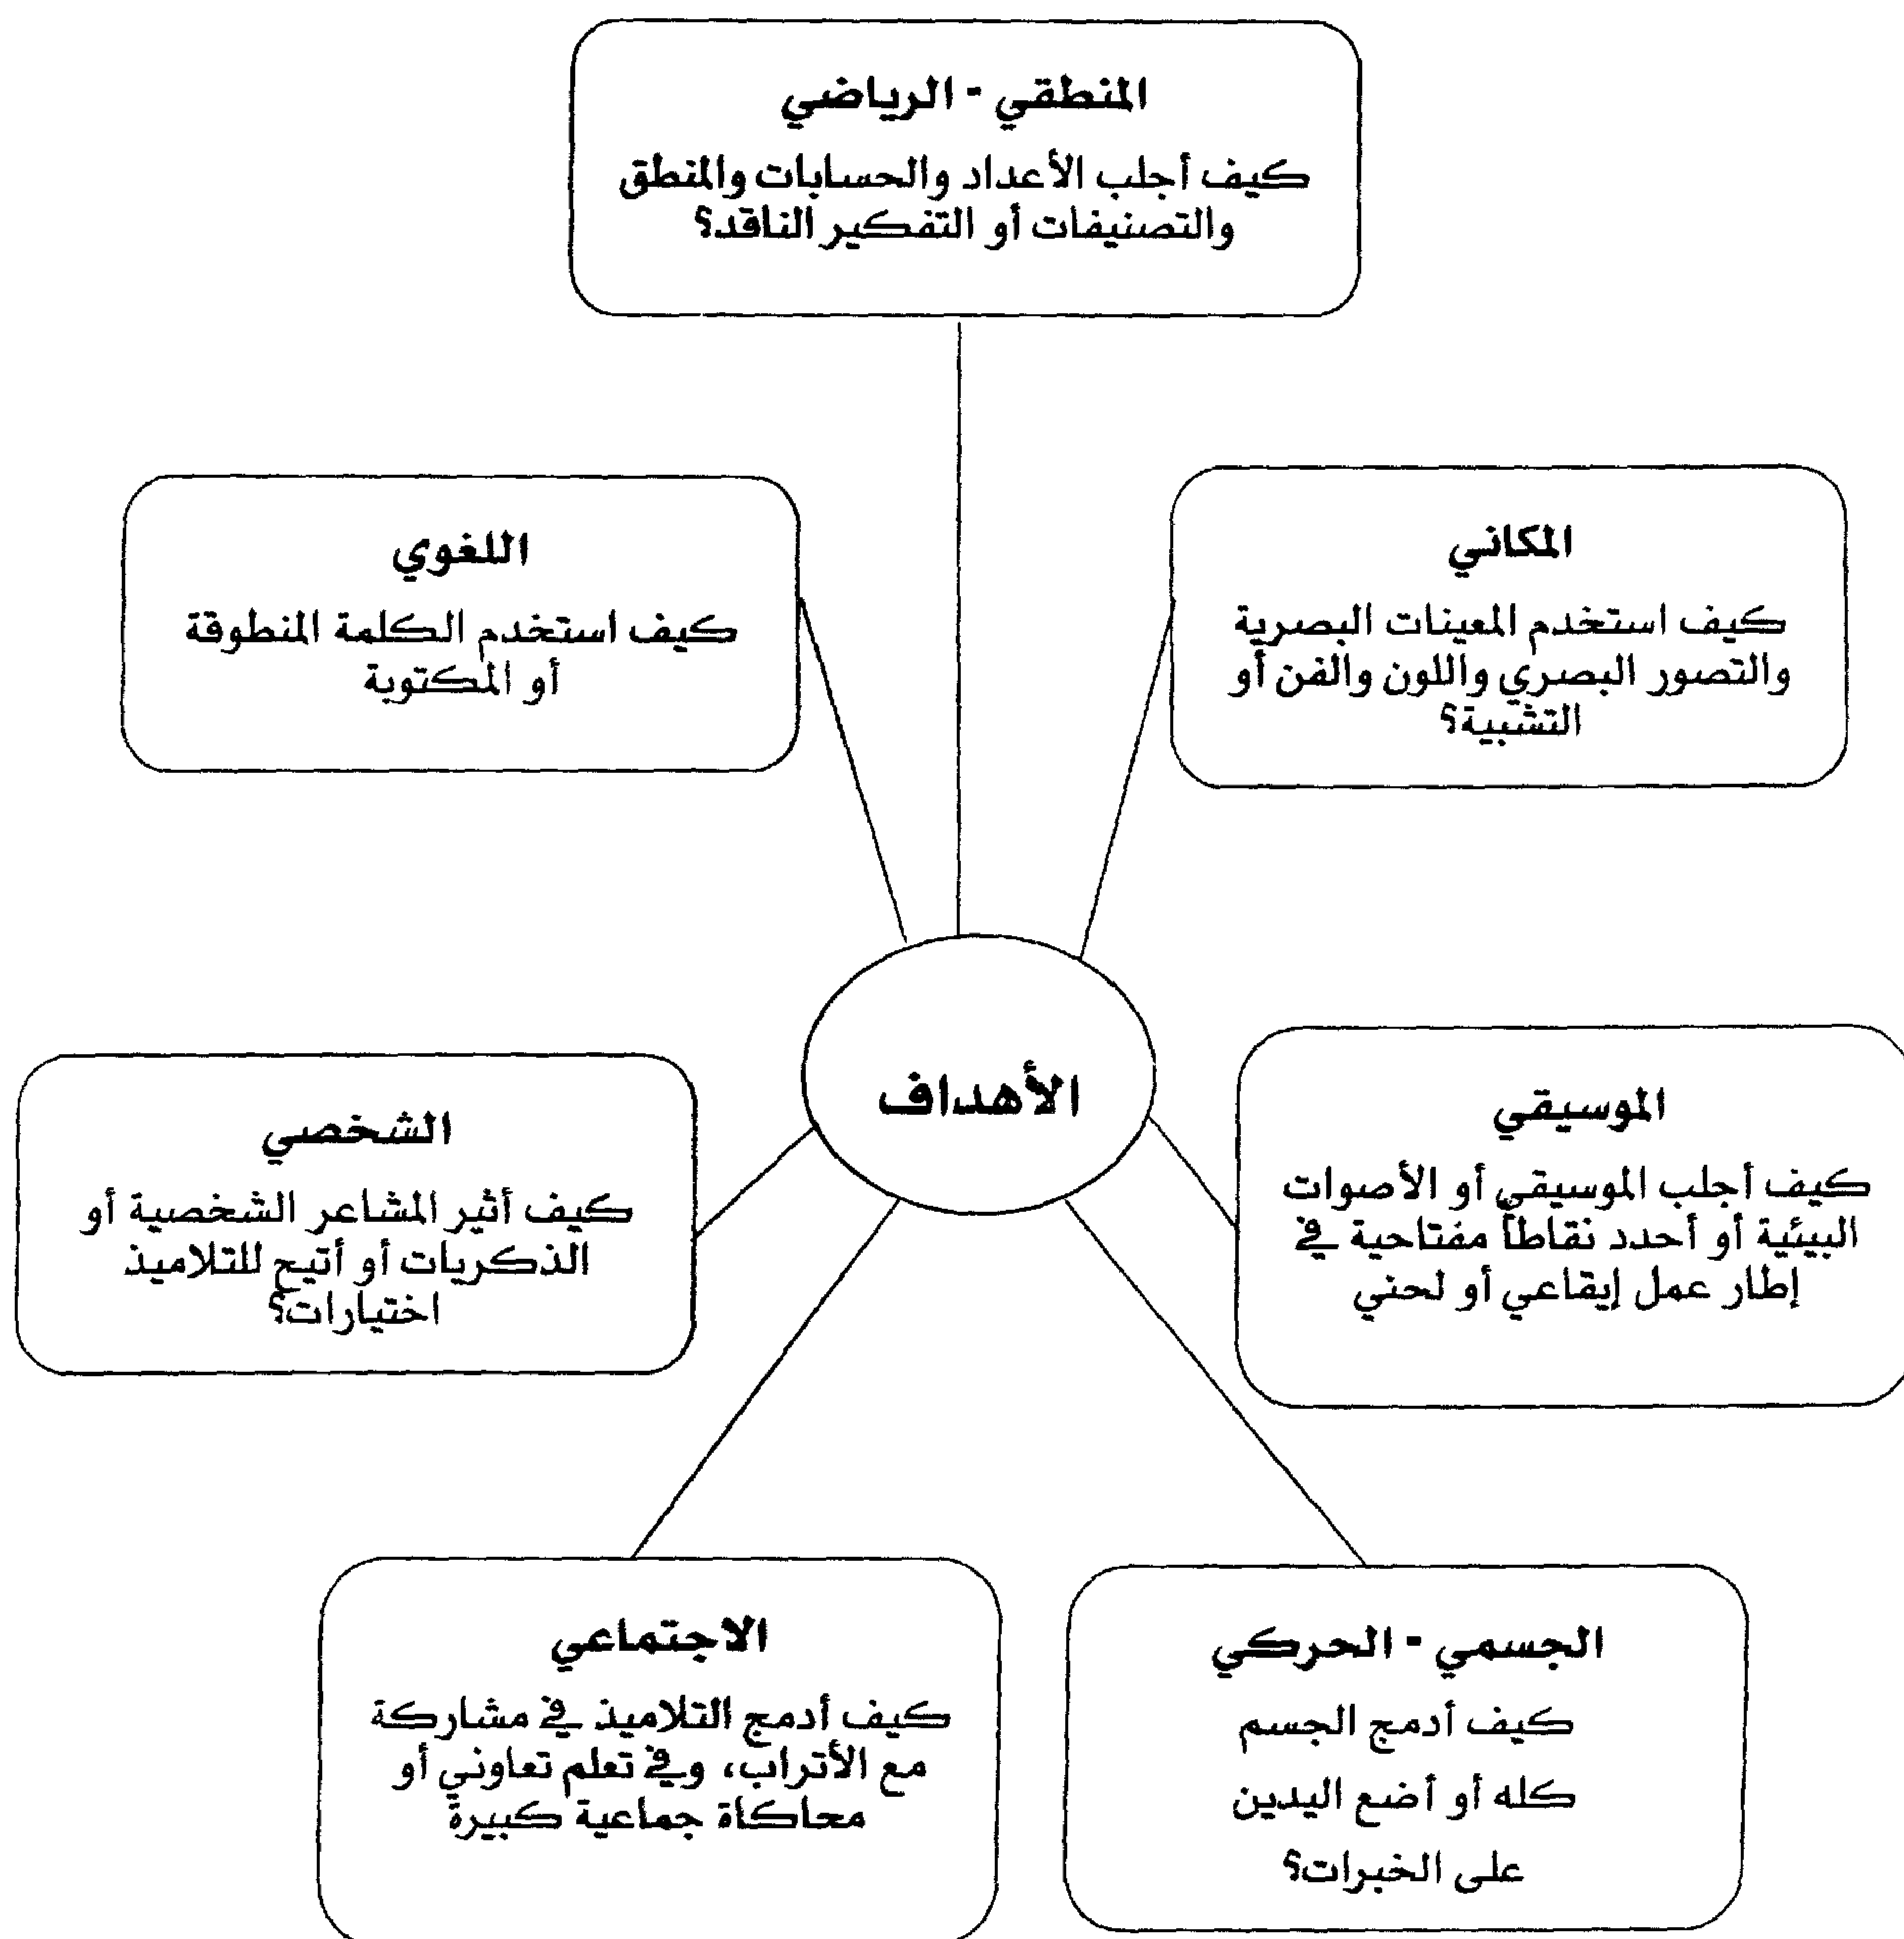 المنطقي - الرياضي
كيف أجلب الأعداد والحسابات والمنطق
والتصنيفات أو التفكير الناقد؟
المكاني
كيف استخدم المعينات البصرية
والتصور البصري واللون والفن أو
التشبية؟
اللغوي
كيف استخدم الكلمة المنطوقة
أو المكتوبة
الأهداف
الموسيقي
كيف أجلب الموسيقي أو الأصوات
البيئية أو أحدد نقاطاً مفتاحية في
إطار عمل إيقاعي أو لحني
الشخصي
كيف أثير المشاعر الشخصية أو
الذكريات أو أتيح للتلاميذ
اختيارات؟
الجسمي - الحركي
كيف أدمج الجسم
كله أو أضع اليدين
على الخبرات؟
الاجتماعي
كيف أدمج التلاميذ في مشاركة
مع الأتراب، وفي تعلم تعاوني أو
محاكاة جماعية كبيرة